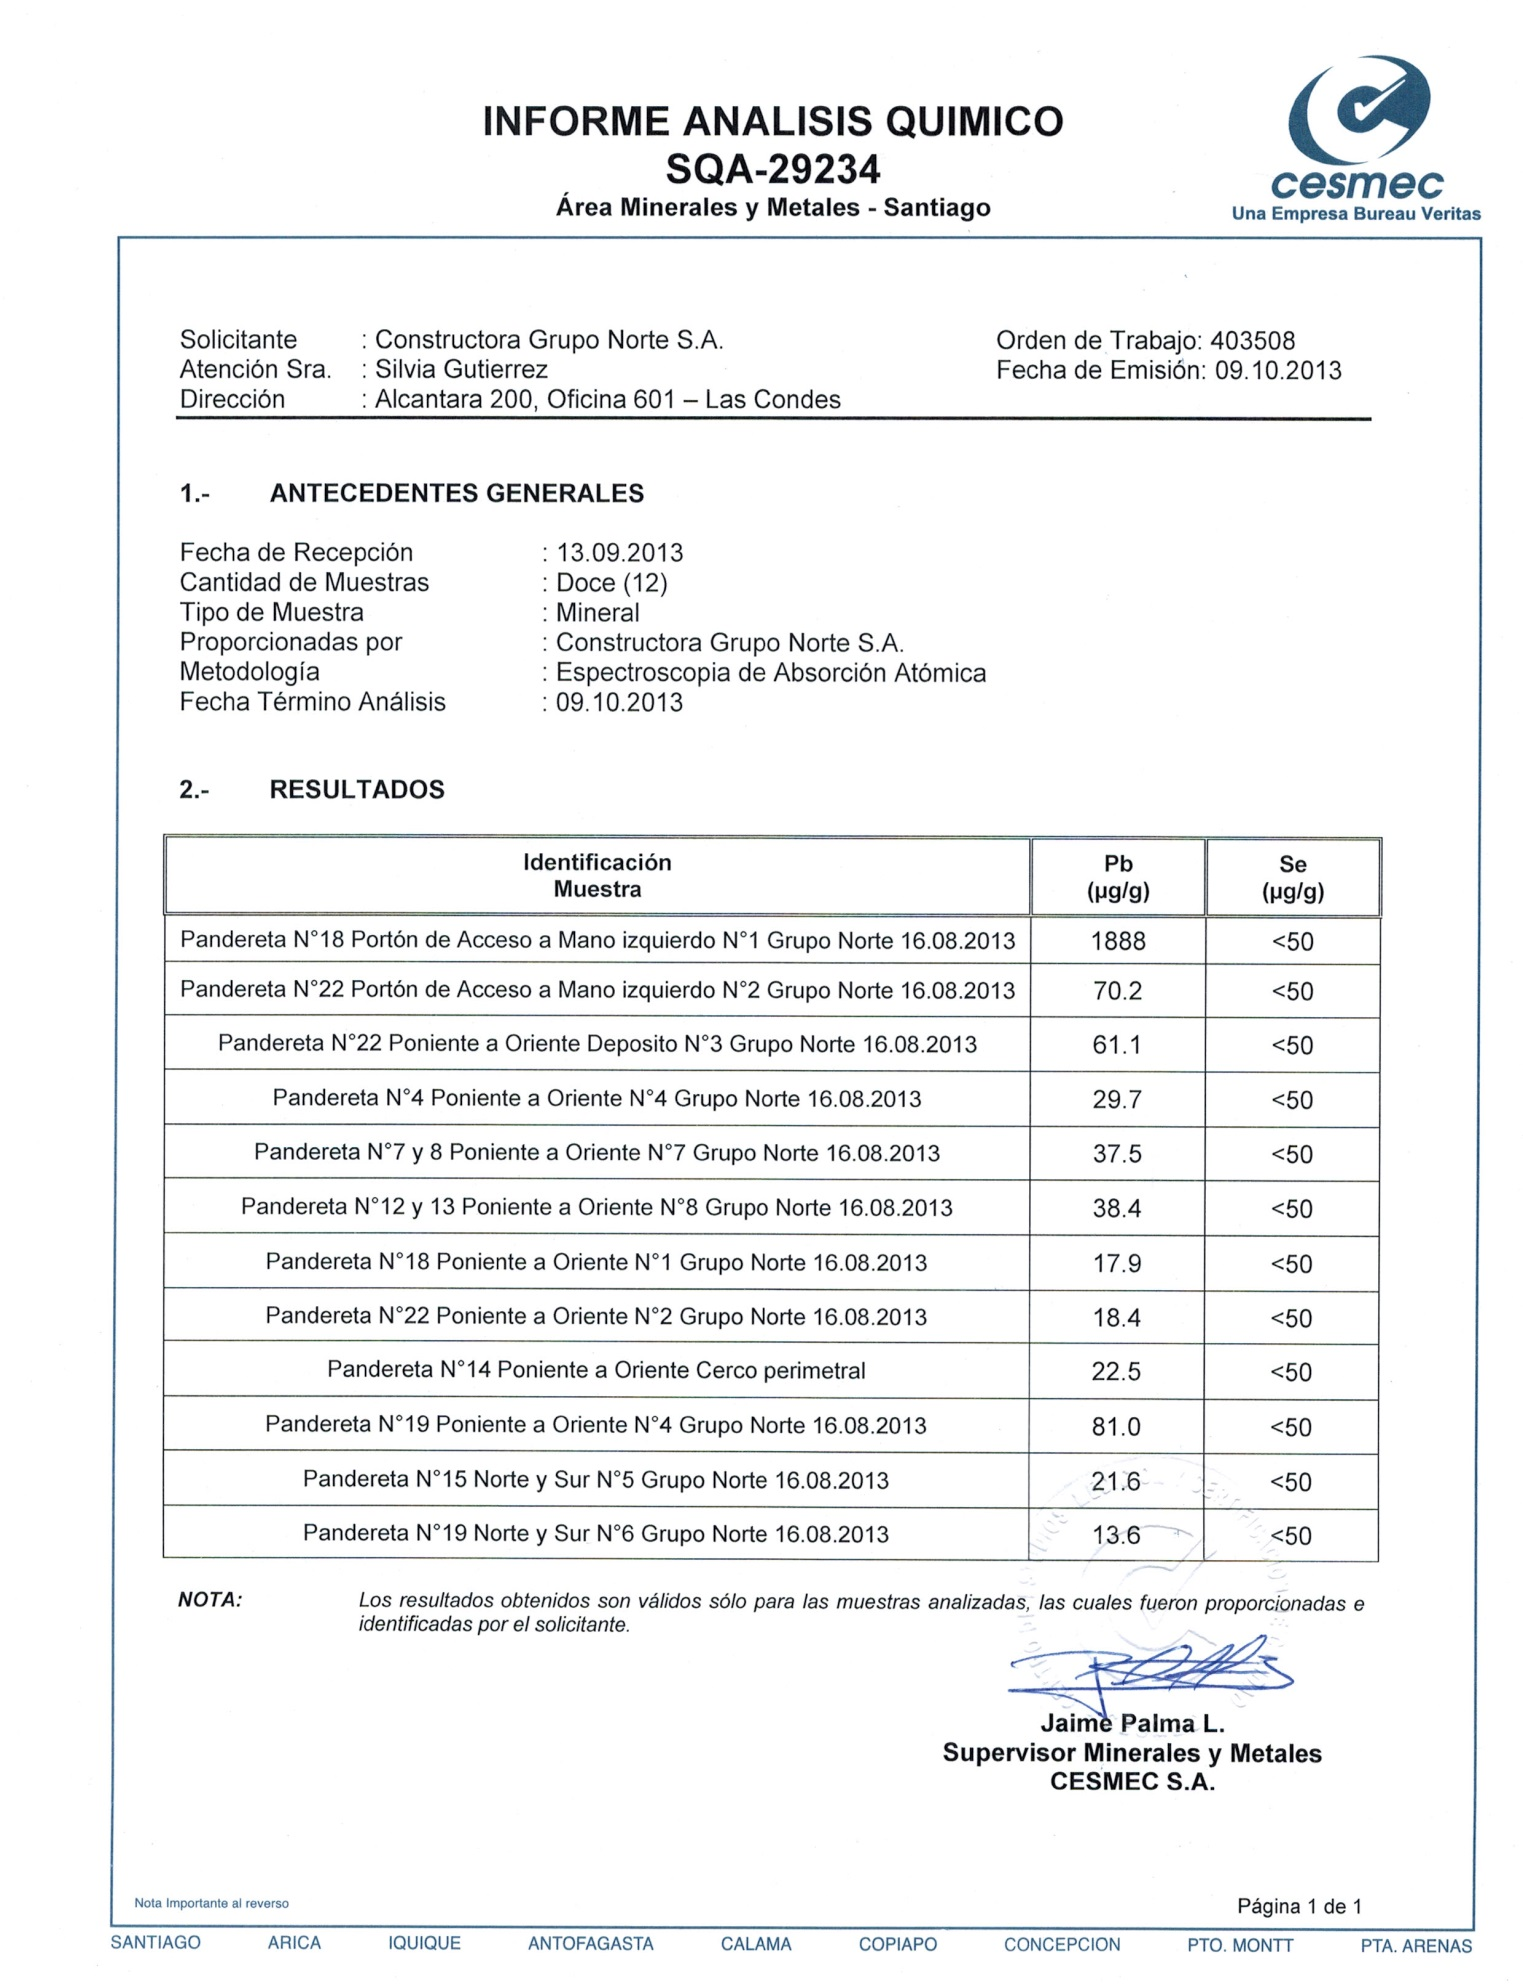 INFORME ANALISIS QUIMICO
SQA-29234
Área Minerales y Metales - Santiago
cesmec
Una Empresa Bureau Veritas
Solicitante : Constructora Grupo Norte S.A. Orden de Trabajo: 403508
Atención Sra. : Silvia Gutierrez Fecha de Emisión: 09.10.2013
Dirección : Alcantara 200, Oficina 601 – Las Condes
1.- ANTECEDENTES GENERALES
Fecha de Recepción : 13.09.2013
Cantidad de Muestras : Doce (12)
Tipo de Muestra : Mineral
Proporcionadas por : Constructora Grupo Norte S.A.
Metodología : Espectroscopia de Absorción Atómica
Fecha Término Análisis : 09.10.2013
2.- RESULTADOS
Identificación Pb Se
Muestra (µg/g) (µg/g)
Pandereta N°18 Portón de Acceso a Mano izquierdo N°1 Grupo Norte 16.08.2013 1888 <50
Pandereta N°22 Portón de Acceso a Mano izquierdo N°2 Grupo Norte 16.08.2013 70.2 <50
Pandereta N°22 Poniente a Oriente Deposito N°3 Grupo Norte 16.08.2013 61.1 <50
Pandereta N°4 Poniente a Oriente N°4 Grupo Norte 16.08.2013 29.7 <50
Pandereta N°7 y 8 Poniente a Oriente N°7 Grupo Norte 16.08.2013 37.5 <50
Pandereta N°12 y 13 Poniente a Oriente N°8 Grupo Norte 16.08.2013 38.4 <50
Pandereta N°18 Poniente a Oriente N°1 Grupo Norte 16.08.2013 17.9 <50
Pandereta N°22 Poniente a Oriente N°2 Grupo Norte 16.08.2013 18.4 <50
Pandereta N°14 Poniente a Oriente Cerco perimetral 22.5 <50
Pandereta N°19 Poniente a Oriente N°4 Grupo Norte 16.08.2013 81.0 <50
Pandereta N°15 Norte y Sur N°5 Grupo Norte 16.08.2013 21.6 <50
Pandereta N°19 Norte y Sur N°6 Grupo Norte 16.08.2013 13.6 <50
NOTA: Los resultados obtenidos son válidos sólo para las muestras analizadas, las cuales fueron proporcionadas e
identificadas por el solicitante.
Jaime Palma L.
Supervisor Minerales y Metales
CESMEC S.A.
Nota Importante al reverso
Página 1 de 1
SANTIAGO ARICA IQUIQUE ANTOFAGASTA CALAMA COPIAPO CONCEPCION PTO. MONTT PTA. ARENAS